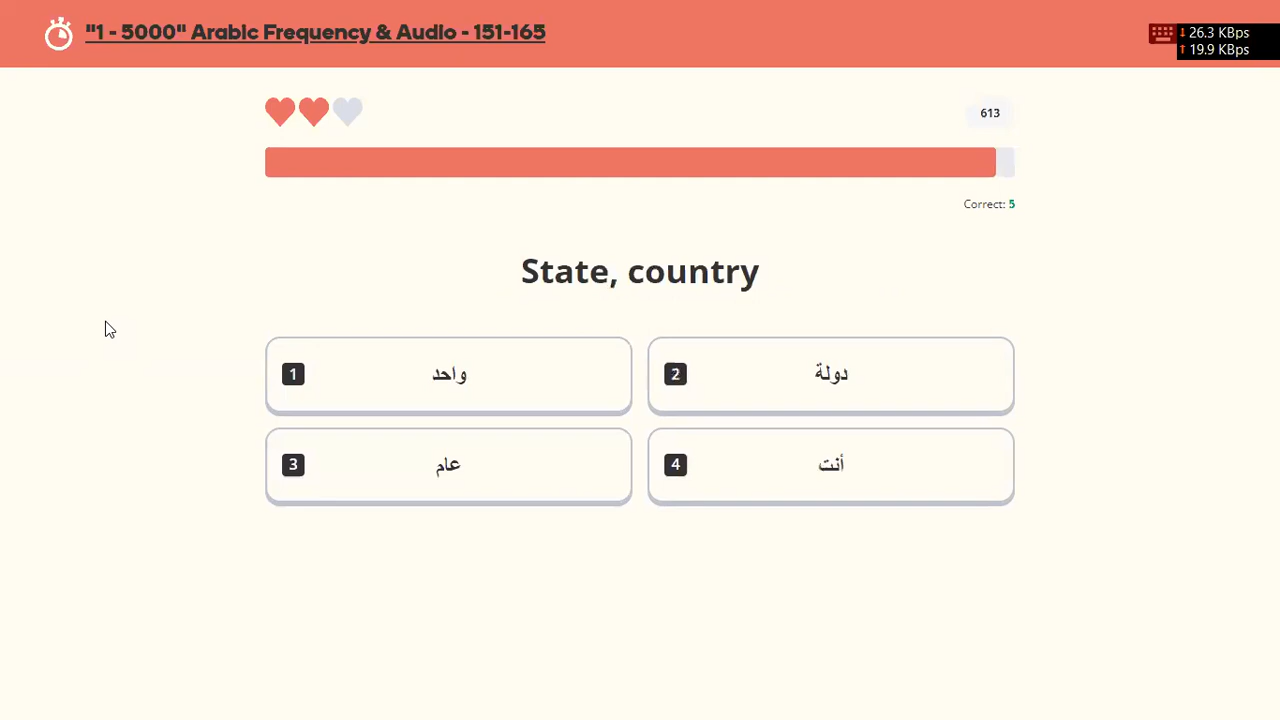 "1 - 5000" Arabic Frequency & Audio - 151-165
↓ 26.3 KBps
↑ 19.9 KBps
613
Correct: 5
State, country
1 واحد
2 دولة
3 عام
4 أنت